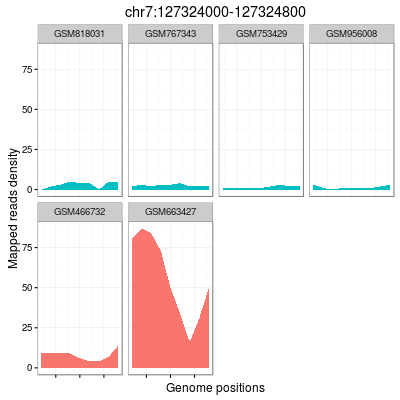 chr7:127324000-127324800
GSM818031 GSM767343 GSM753429 GSM956008
75
50
25
0
GSM466732 GSM663427
75
50
25
0
Mapped reads density
Genome positions